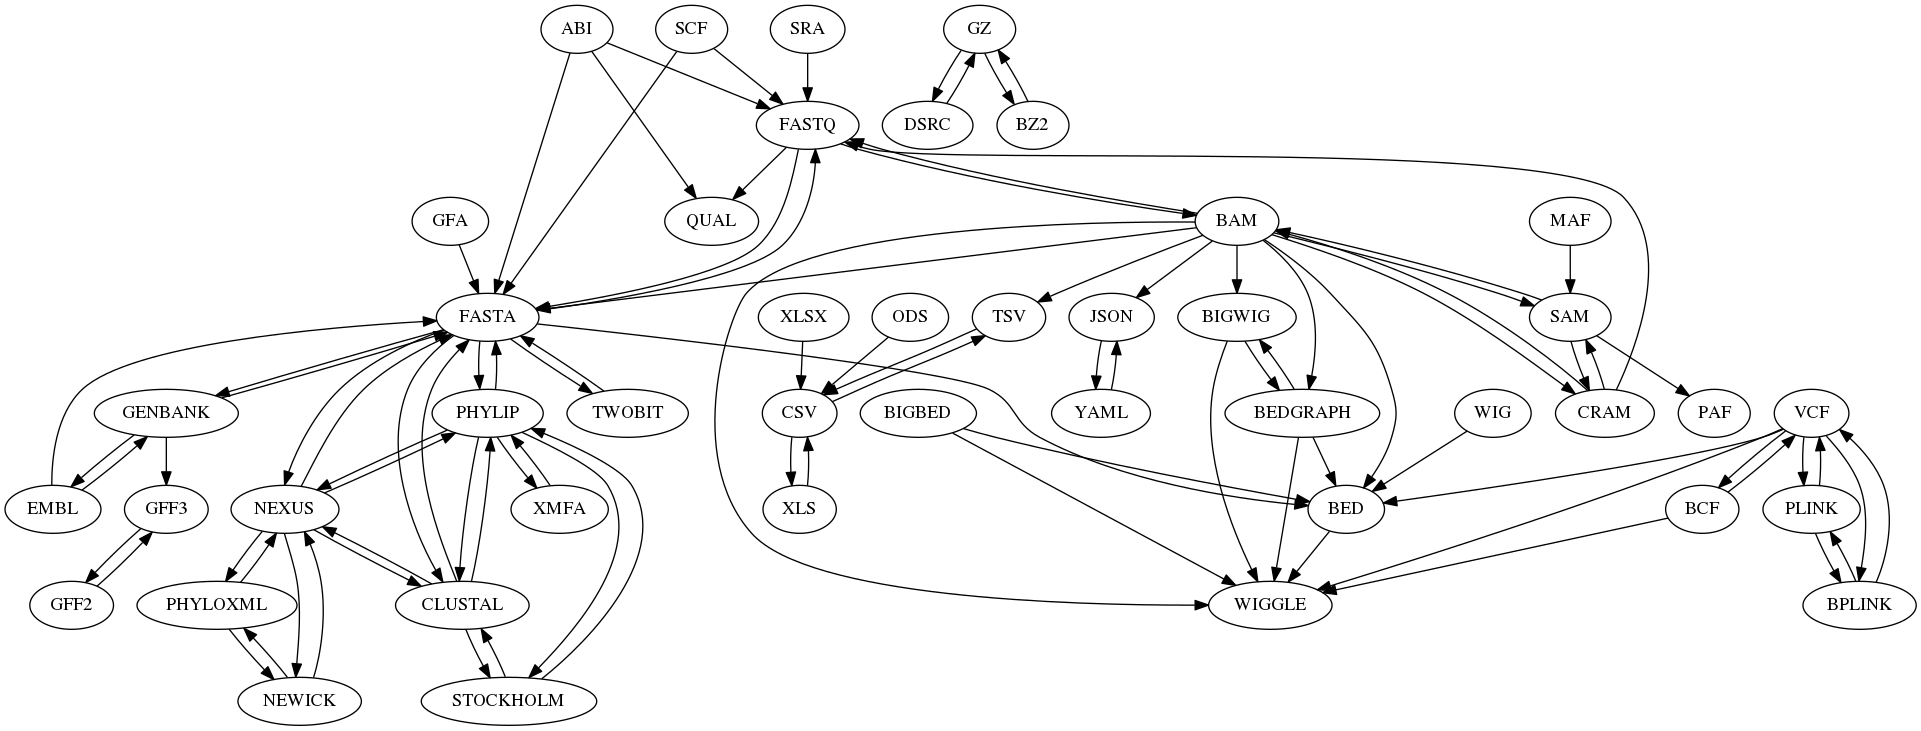 ABI
SCF
SRA
GZ
FASTQ
DSRC
BZ2
GFA
QUAL
BAM
MAF
FASTA
XLSX
ODS
TSV
JSON
BIGWIG
SAM
GENBANK
PHYLIP
TWOBIT
CSV
BIGBED
YAML
BEDGRAPH
WIG
CRAM
PAF
VCF
EMBL
GFF3
NEXUS
XMFA
XLS
BED
BCF
PLINK
GFF2
PHYLOXML
CLUSTAL
WIGGLE
BPLINK
NEWICK
STOCKHOLM